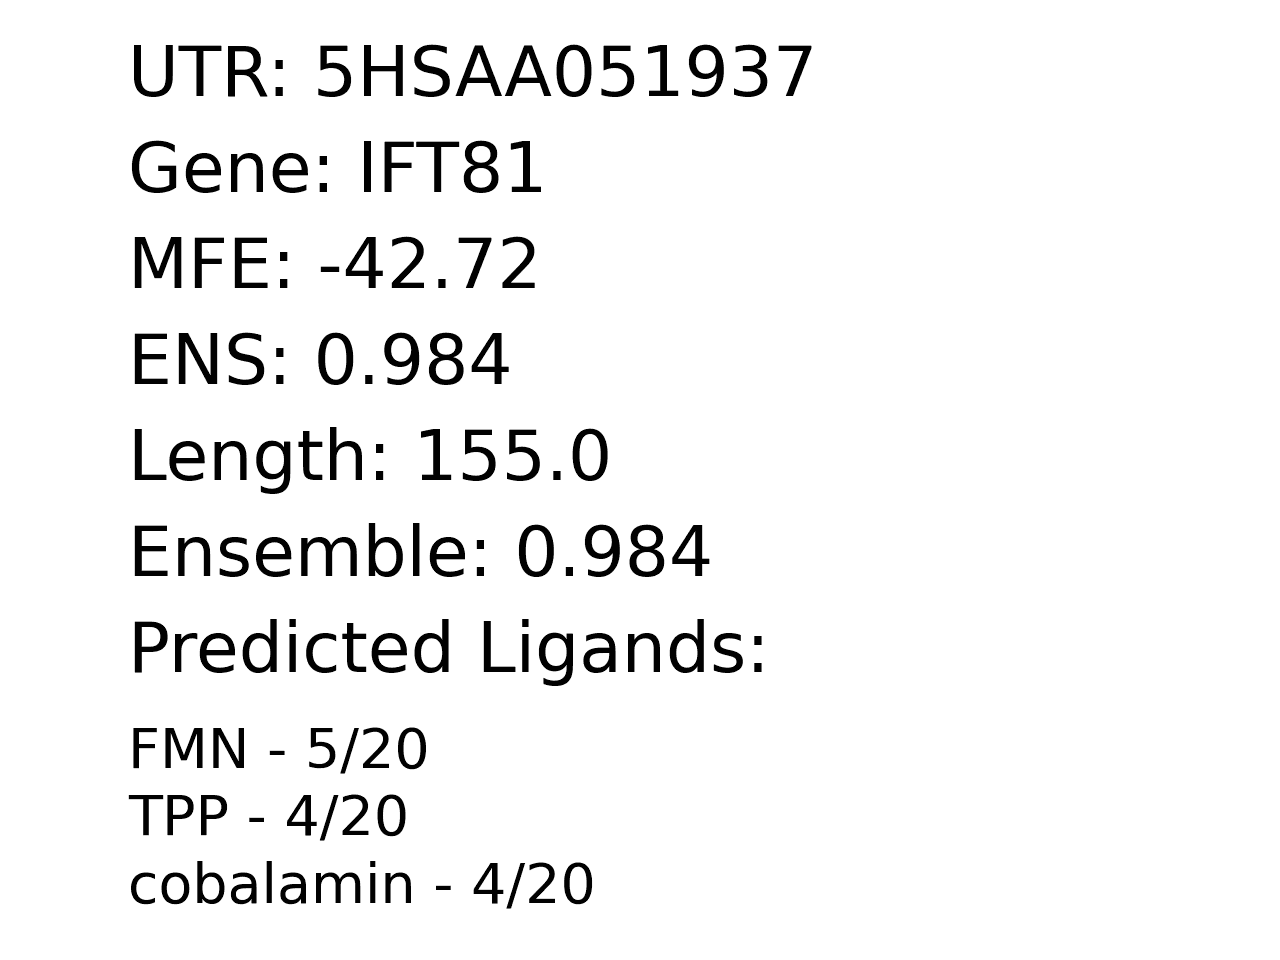 UTR: 5HSAA051937
Gene: IFT81
MFE: -42.72
ENS: 0.984
Length: 155.0
Ensemble: 0.984
Predicted Ligands:
FMN - 5/20
TPP - 4/20
cobalamin - 4/20